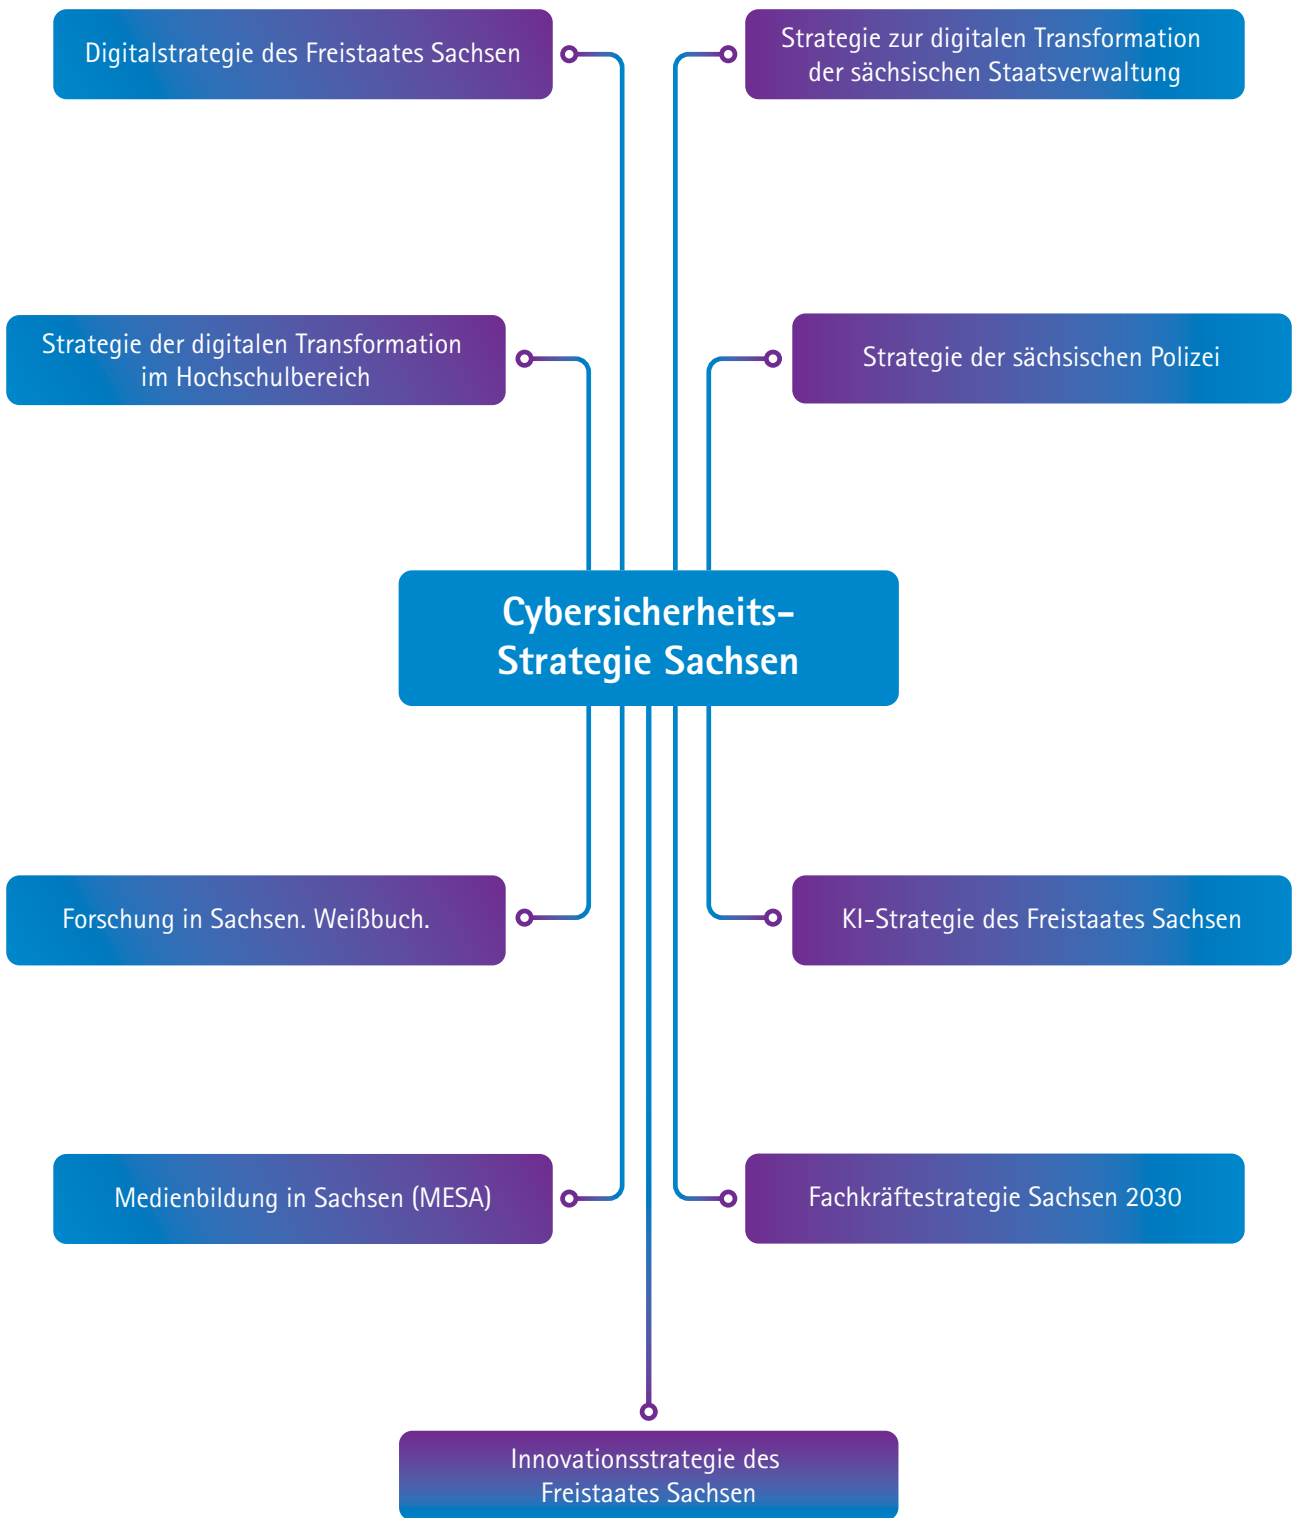 Digitalstrategie des Freistaates Sachsen
Strategie zur digitalen Transformation
der sächsischen Staatsverwaltung
Strategie der digitalen Transformation
im Hochschulbereich
Strategie der sächsischen Polizei
Cybersicherheits-
Strategie Sachsen
Forschung in Sachsen. Weißbuch.
KI-Strategie des Freistaates Sachsen
Medienbildung in Sachsen (MESA)
Fachkräftestrategie Sachsen 2030
Innovationsstrategie des
Freistaates Sachsen